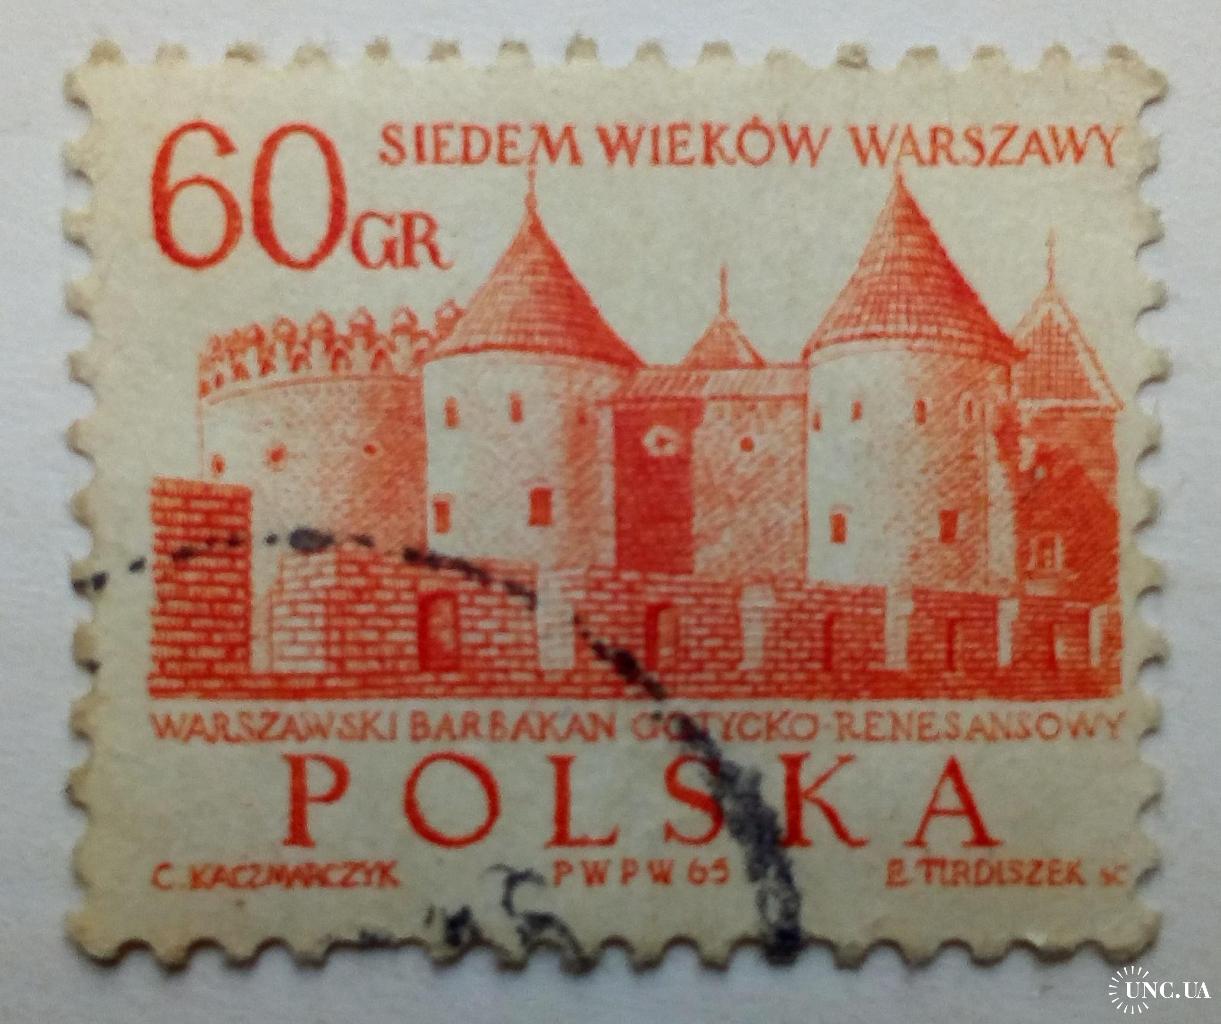 60 GR
SIEDEM WIEKÓW WARSZAWY
WARSZAWSKI BARBAKAN GOTYCKO-RENESANSOWY
POLSKA
C. KACZMARCZYK PWPW 65 E. TIRDISZEK SC
UNC.UA